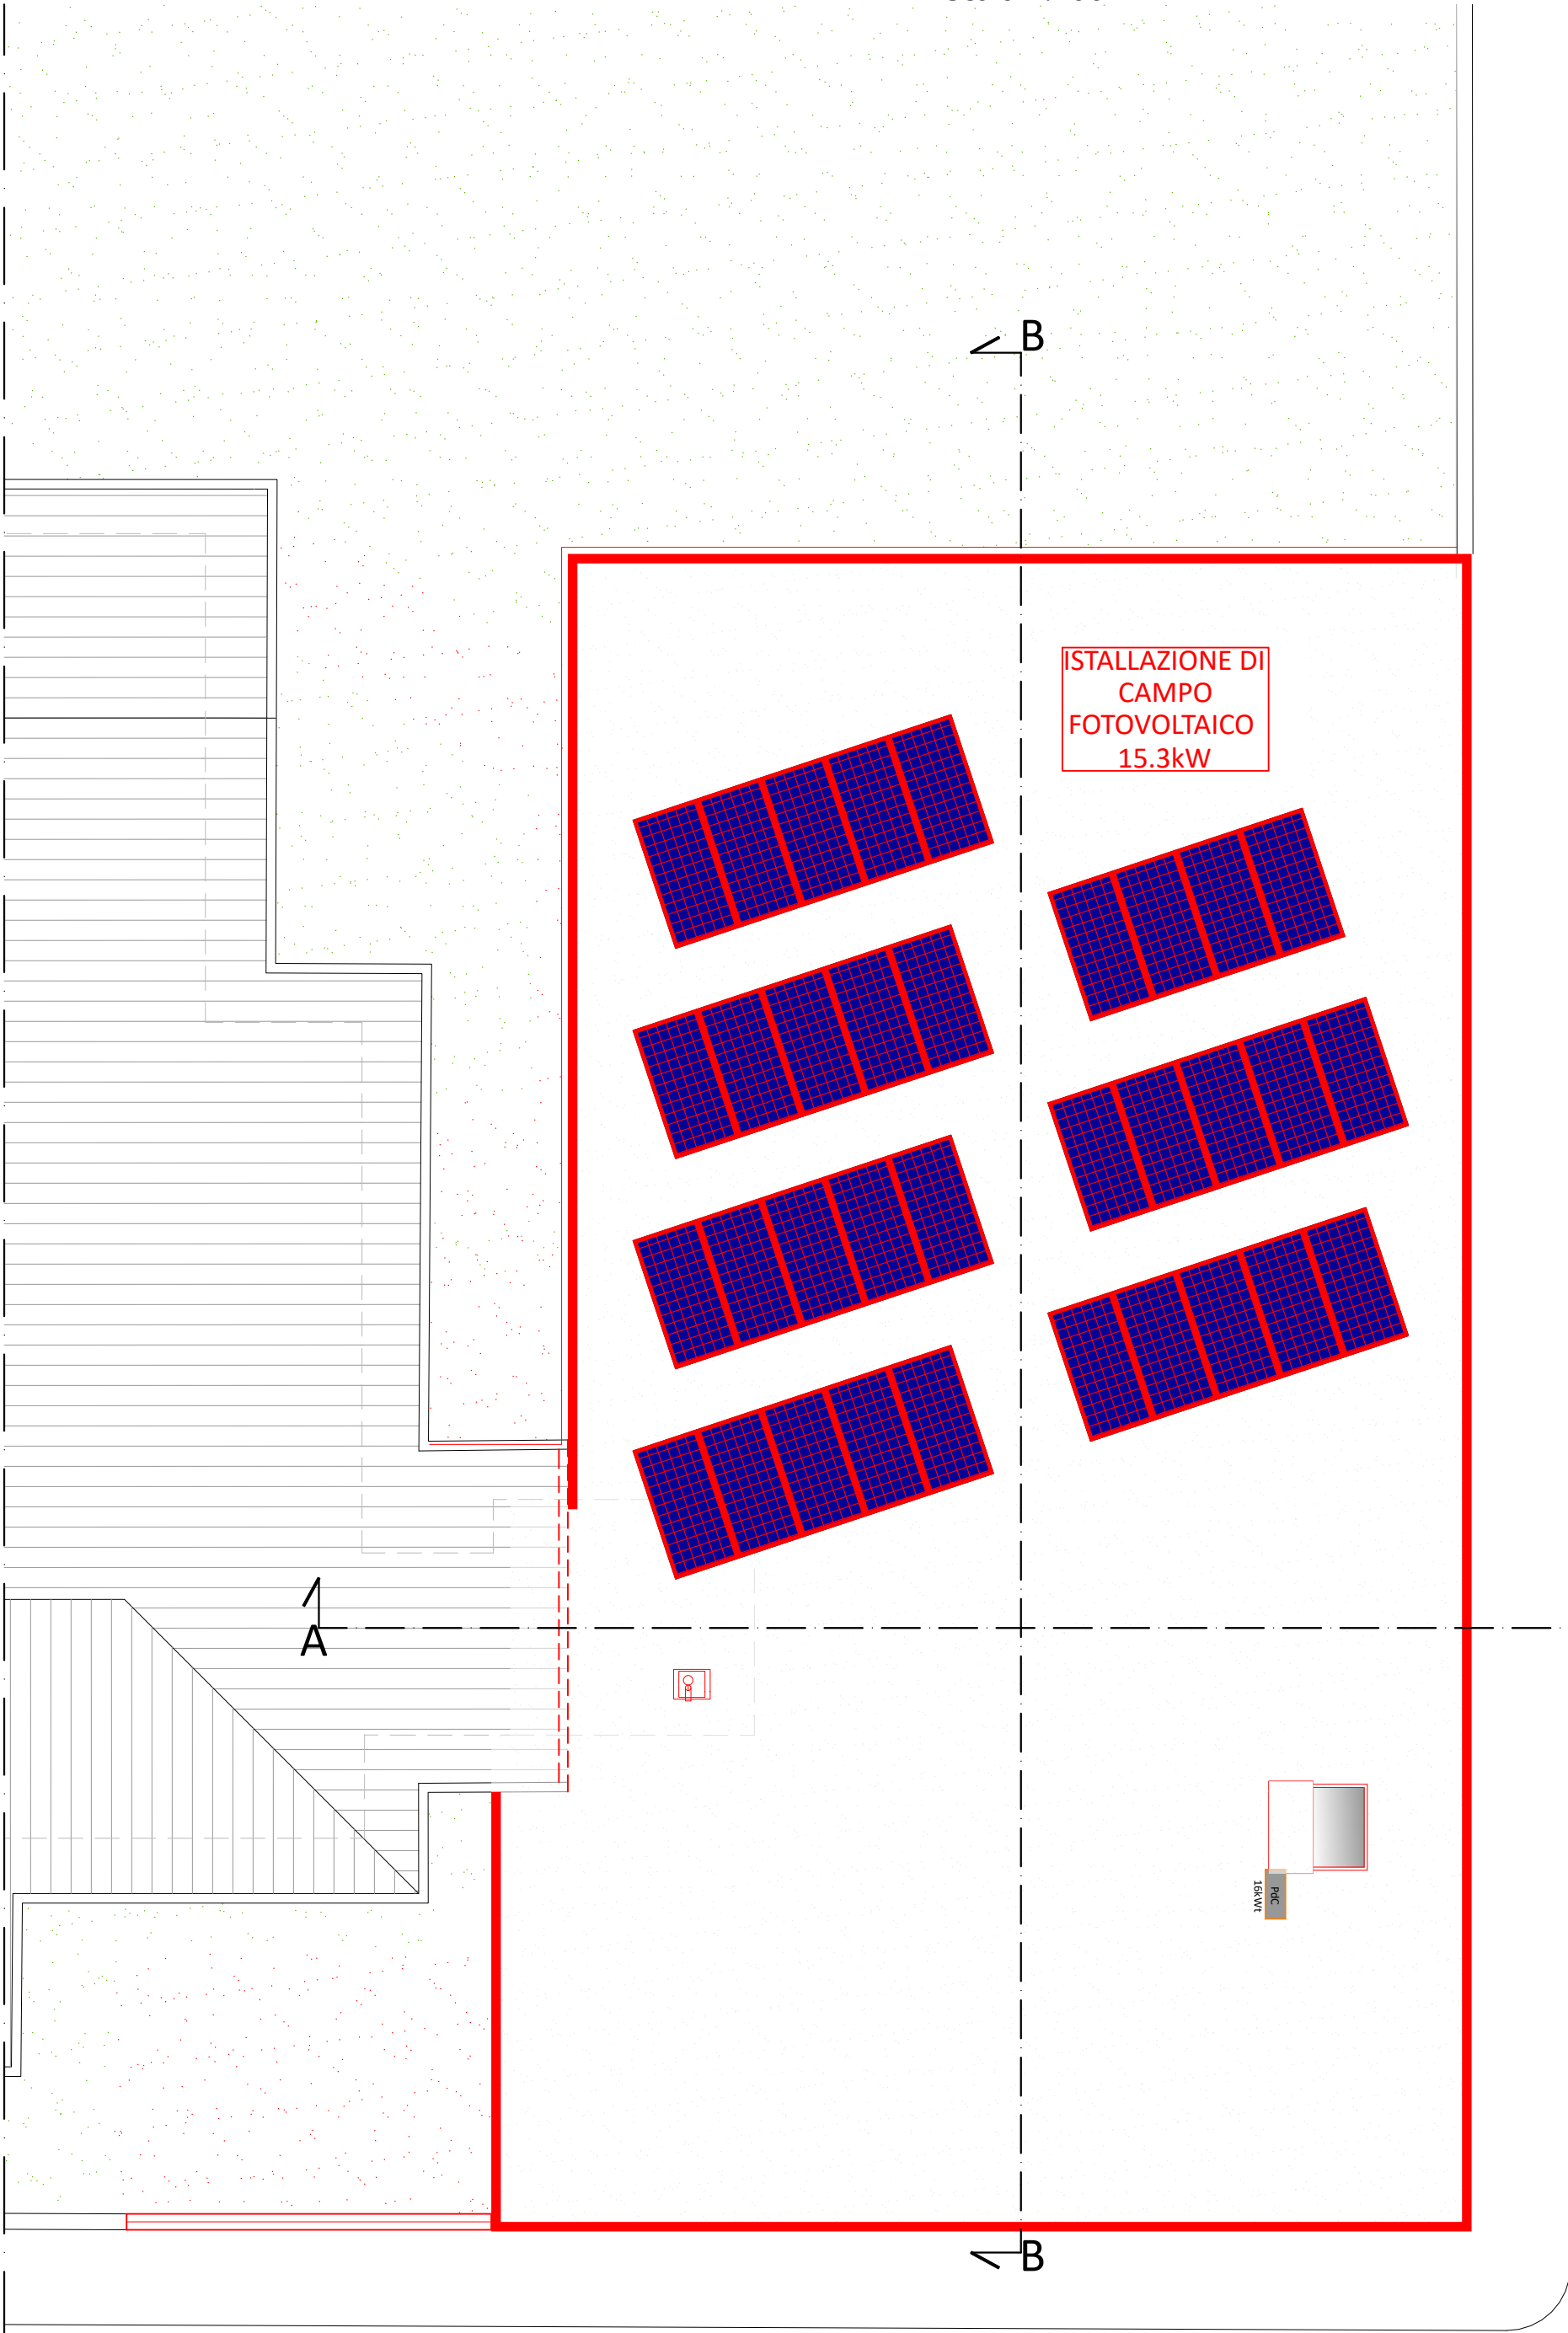 B
ISTALLAZIONE DI
CAMPO
FOTOVOLTAICO
15.3kW
A
PdC
16kWt
B